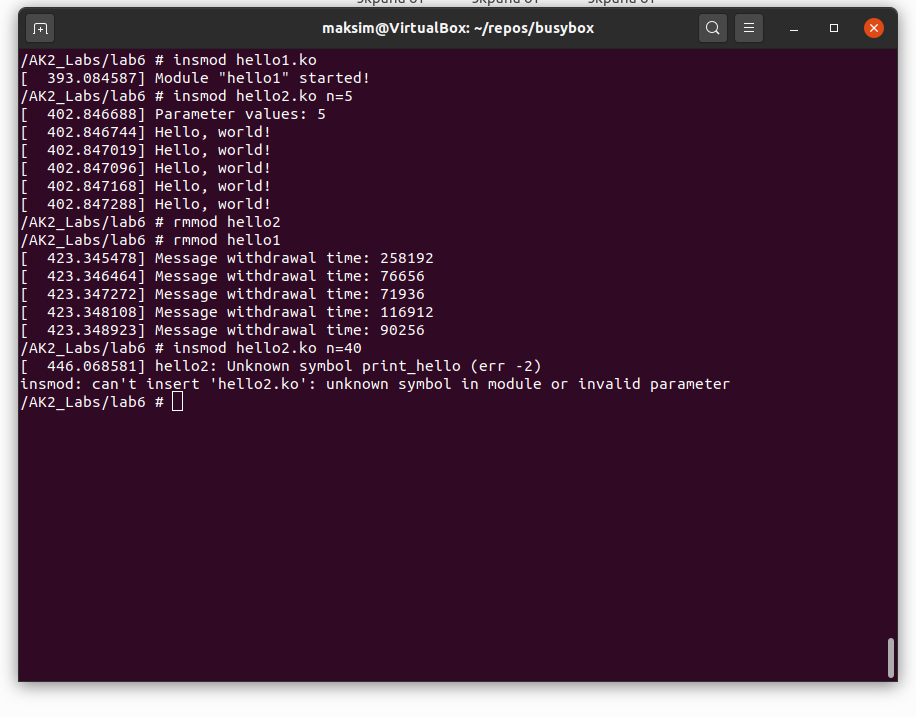 maksim@VirtualBox: ~/repos/busybox
/AK2_Labs/lab6 # insmod hello1.ko
[  393.084587] Module "hello1" started!
/AK2_Labs/lab6 # insmod hello2.ko n=5
[  402.846688] Parameter values: 5
[  402.846744] Hello, world!
[  402.847019] Hello, world!
[  402.847096] Hello, world!
[  402.847168] Hello, world!
[  402.847288] Hello, world!
/AK2_Labs/lab6 # rmmod hello2
/AK2_Labs/lab6 # rmmod hello1
[  423.345478] Message withdrawal time: 258192
[  423.346464] Message withdrawal time: 76656
[  423.347272] Message withdrawal time: 71936
[  423.348108] Message withdrawal time: 116912
[  423.348923] Message withdrawal time: 90256
/AK2_Labs/lab6 # insmod hello2.ko n=40
[  446.068581] hello2: Unknown symbol print_hello (err -2)
insmod: can't insert 'hello2.ko': unknown symbol in module or invalid parameter
/AK2_Labs/lab6 #